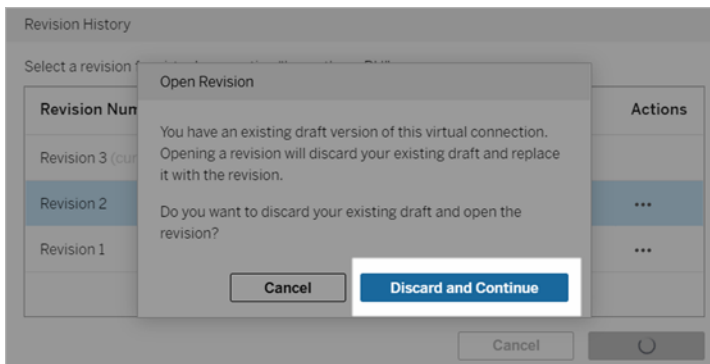 Revision History
Select a revision
Open Revision
Revision Num
Actions
You have an existing draft version of this virtual connection.
Opening a revision will discard your existing draft and replace
it with the revision.
Revision 3 (cur
Revision 2
•••
Do you want to discard your existing draft and open the
revision?
Revision 1
•••
Cancel
Discard and Continue
Cancel